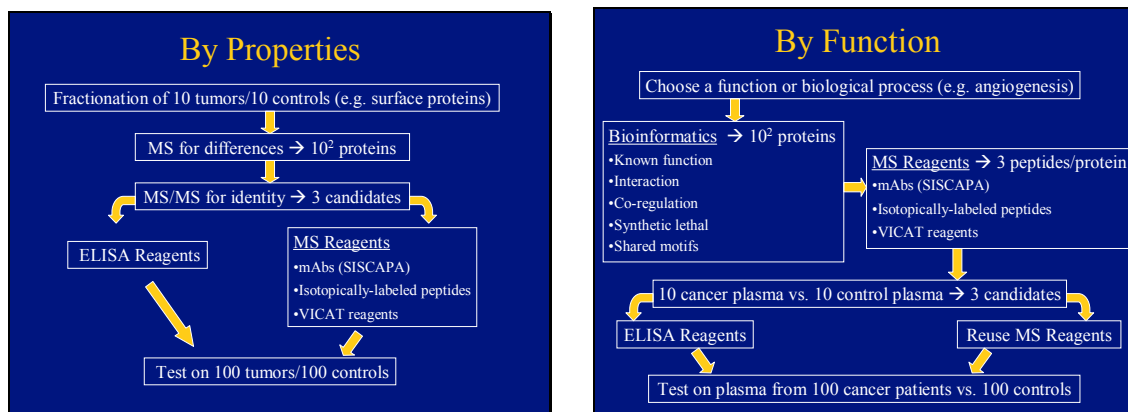 By Properties
Fractionation of 10 tumors/10 controls (e.g. surface proteins)
MS for differences → 10² proteins
MS/MS for identity → 3 candidates
ELISA Reagents
MS Reagents
•mAbs (SISCAPA)
•Isotopically-labeled peptides
•VICAT reagents
Test on 100 tumors/100 controls
By Function
Choose a function or biological process (e.g. angiogenesis)
Bioinformatics → 10² proteins
•Known function
•Interaction
•Co-regulation
•Synthetic lethal
•Shared motifs
MS Reagents → 3 peptides/protein
•mAbs (SISCAPA)
•Isotopically-labeled peptides
•VICAT reagents
10 cancer plasma vs. 10 control plasma → 3 candidates
ELISA Reagents
Reuse MS Reagents
Test on plasma from 100 cancer patients vs. 100 controls